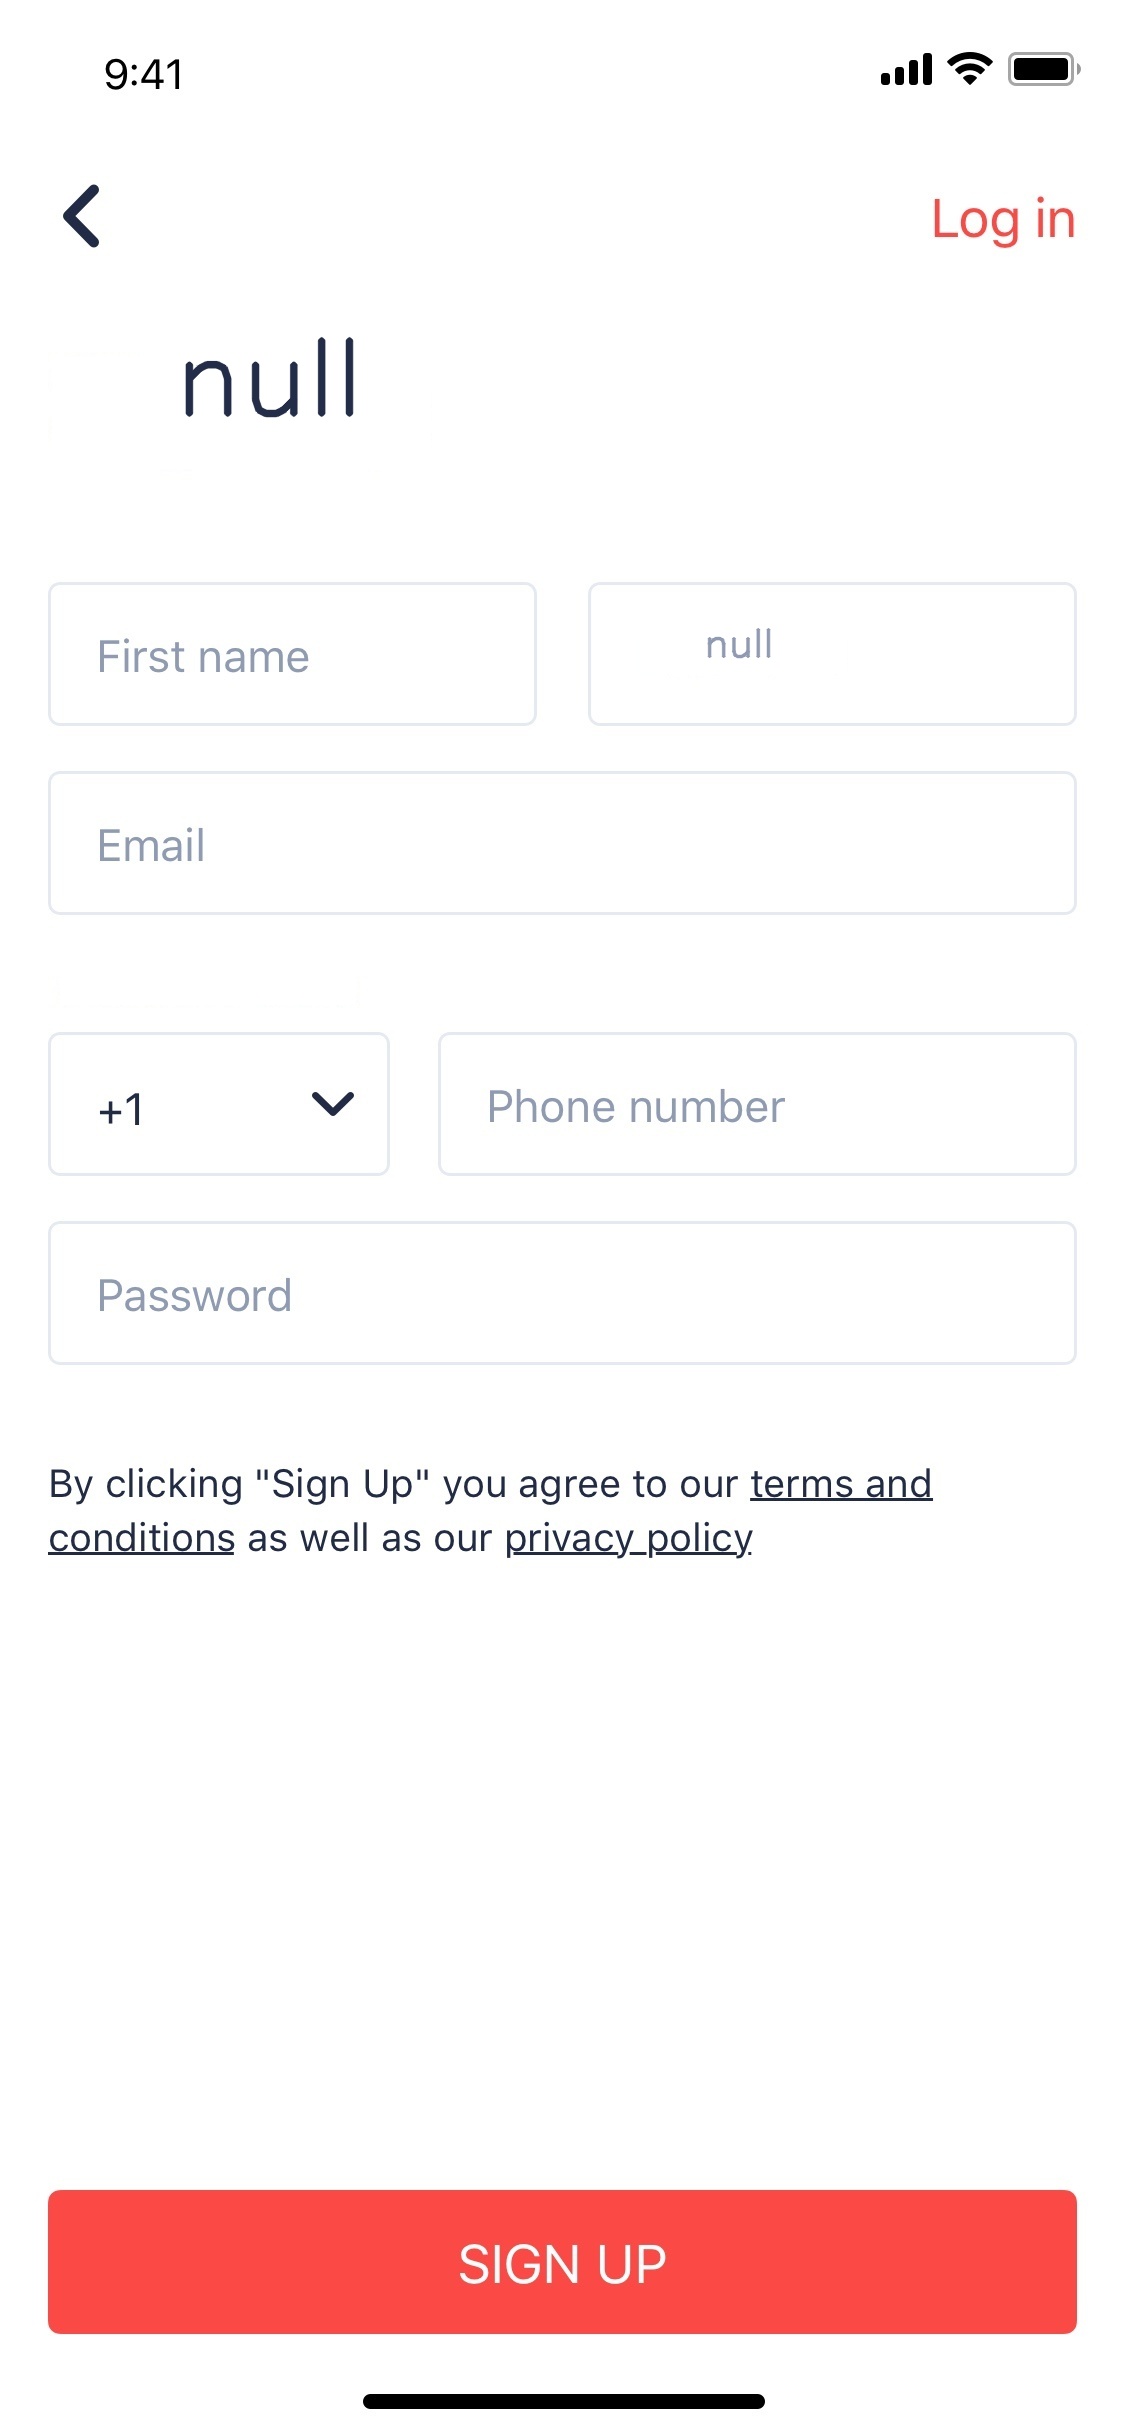 9:41
Log in
null
First name
null
Email
+1
Phone number
Password
By clicking "Sign Up" you agree to our terms and
conditions as well as our privacy policy
SIGN UP